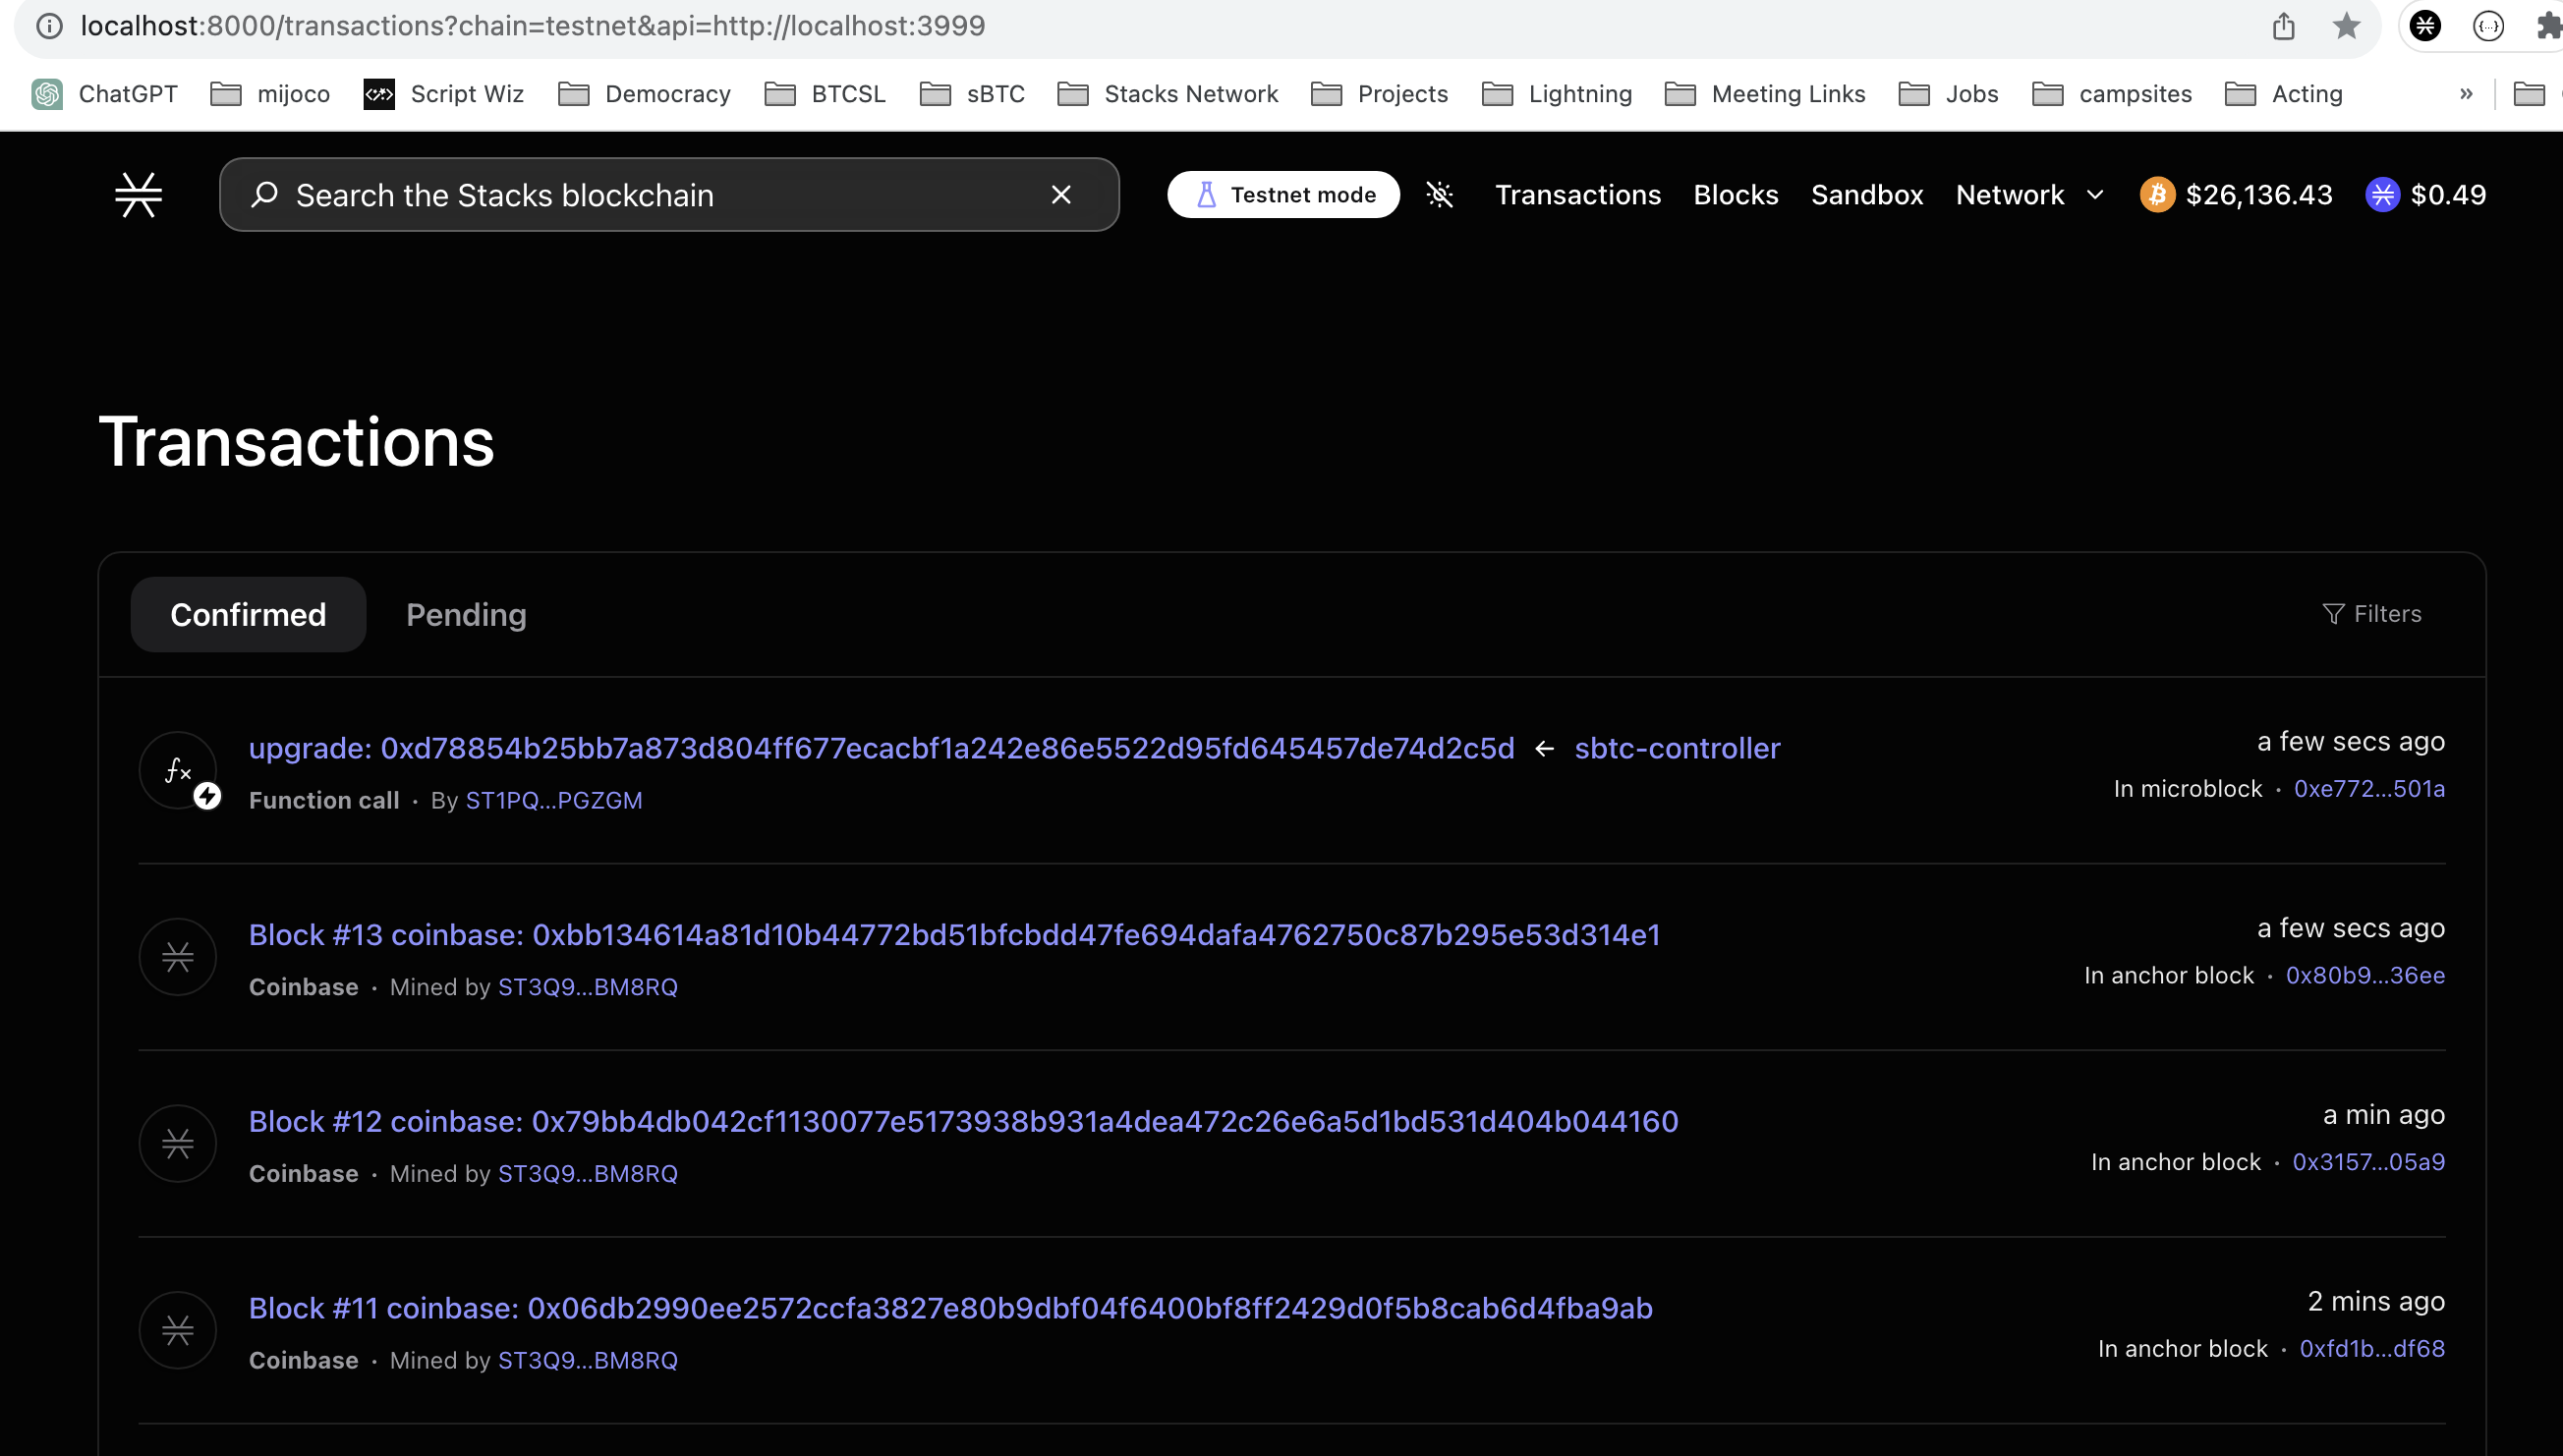 localhost:8000/transactions?chain=testnet&api=http://localhost:3999
ChatGPT mijoco Script Wiz Democracy BTCSL sBTC Stacks Network Projects Lightning Meeting Links Jobs campsites Acting »
Search the Stacks blockchain Testnet mode Transactions Blocks Sandbox Network $26,136.43 $0.49
Transactions
Confirmed Pending Filters
upgrade: 0xd78854b25bb7a873d804ff677ecacbf1a242e86e5522d95fd645457de74d2c5d ← sbtc-controller a few secs ago
Function call · By ST1PQ...PGZGM In microblock · 0xe772...501a
Block #13 coinbase: 0xbb134614a81d10b44772bd51bfcbdd47fe694dafa4762750c87b295e53d314e1 a few secs ago
Coinbase · Mined by ST3Q9...BM8RQ In anchor block · 0x80b9...36ee
Block #12 coinbase: 0x79bb4db042cf1130077e5173938b931a4dea472c26e6a5d1bd531d404b044160 a min ago
Coinbase · Mined by ST3Q9...BM8RQ In anchor block · 0x3157...05a9
Block #11 coinbase: 0x06db2990ee2572ccfa3827e80b9dbf04f6400bf8ff2429d0f5b8cab6d4fba9ab 2 mins ago
Coinbase · Mined by ST3Q9...BM8RQ In anchor block · 0xfd1b...df68